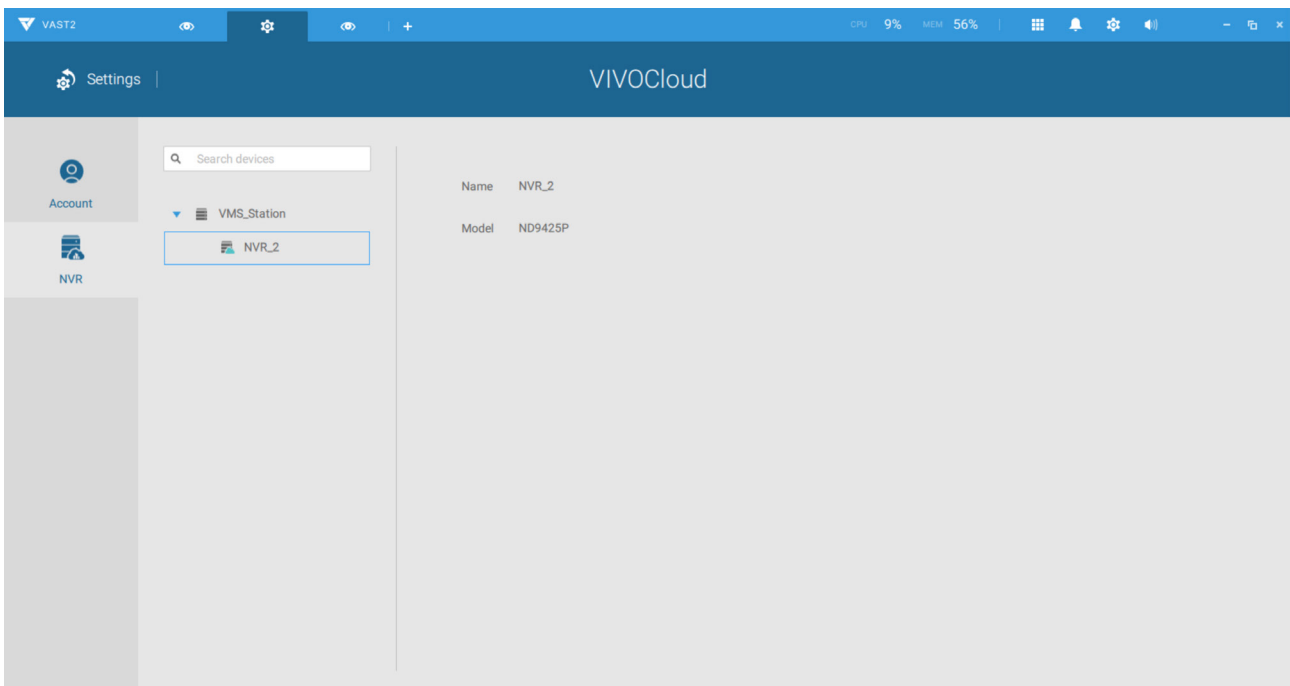 VAST2
CPU 9% MEM 56%
Settings
VIVOCloud
Account
NVR
Search devices
VMS_Station
NVR_2
Name NVR_2
Model ND9425P